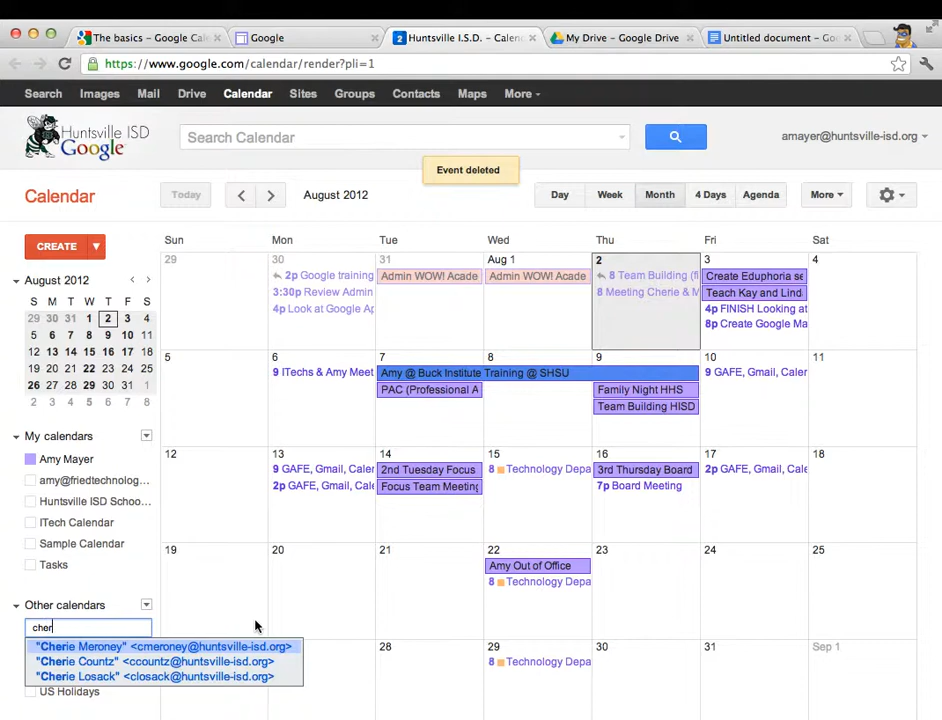 The basics – Google Cale
Google
Huntsville I.S.D. – Calend
My Drive – Google Drive
Untitled document – Goo
https://www.google.com/calendar/render?pli=1
Search Images Mail Drive Calendar Sites Groups Contacts Maps More
Huntsville ISD
Google
Search Calendar
amayer@huntsville-isd.org
Event deleted
Calendar
Today
August 2012
Day Week Month 4 Days Agenda
More
CREATE
August 2012
S M T W T F S
29 30 31 1 2 3 4
5 6 7 8 9 10 11
12 13 14 15 16 17 18
19 20 21 22 23 24 25
26 27 28 29 30 31 1
2 3 4 5 6 7 8
My calendars
Amy Mayer
amy@friedtechnolog...
Huntsville ISD Schoo...
ITech Calendar
Sample Calendar
Tasks
Other calendars
cher
"Cherie Meroney" <cmeroney@huntsville-isd.org>
"Cherie Countz" <ccountz@huntsville-isd.org>
"Cherie Losack" <closack@huntsville-isd.org>
US Holidays
Sun Mon Tue Wed Thu Fri Sat
29 30 31 Aug 1 2 3 4
2p Google training
3:30p Review Admin
4p Look at Google Ap
Admin WOW! Acade
Admin WOW! Acade
8 Team Building (fi
8 Meeting Cherie & M
Create Eduphoria se
Teach Kay and Lind
4p FINISH Looking at
8p Create Google Ma
5 6 7 8 9 10 11
9 ITechs & Amy Meet
Amy @ Buck Institute Training @ SHSU
PAC (Professional A
Family Night HHS
Team Building HISD
9 GAFE, Gmail, Caler
12 13 14 15 16 17 18
9 GAFE, Gmail, Cale
2p GAFE, Gmail, Cale
2nd Tuesday Focus
Focus Team Meeting
8 Technology Depa
3rd Thursday Board
7p Board Meeting
2p GAFE, Gmail, Cale
19 20 21 22 23 24 25
Amy Out of Office
8 Technology Depa
28 29 30 31 Sep 1
8 Technology Depa